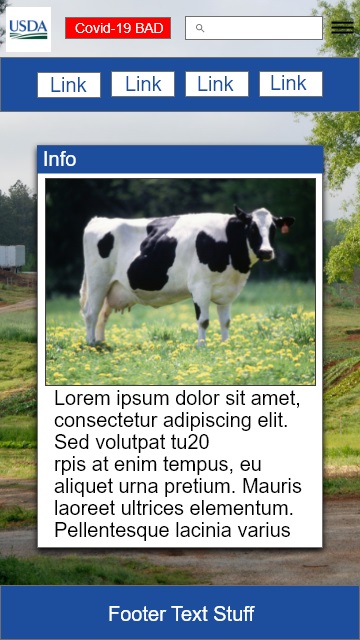 USDA
Covid-19 BAD
Link
Link
Link
Link
Info
Lorem ipsum dolor sit amet,
consectetur adipiscing elit.
Sed volutpat tu20
rpis at enim tempus, eu
aliquet urna pretium. Mauris
laoreet ultrices elementum.
Pellentesque lacinia varius
Footer Text Stuff